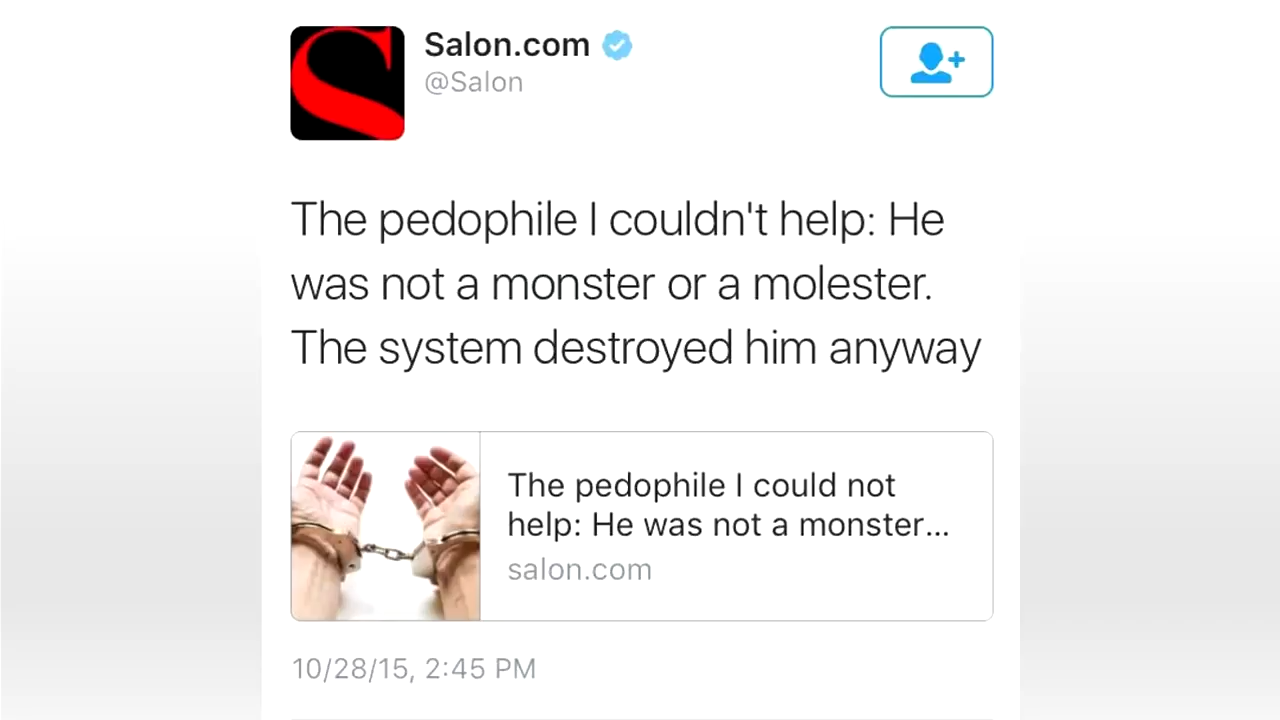 Salon.com
@Salon
The pedophile I couldn't help: He
was not a monster or a molester.
The system destroyed him anyway
The pedophile I could not
help: He was not a monster...
salon.com
10/28/15, 2:45 PM